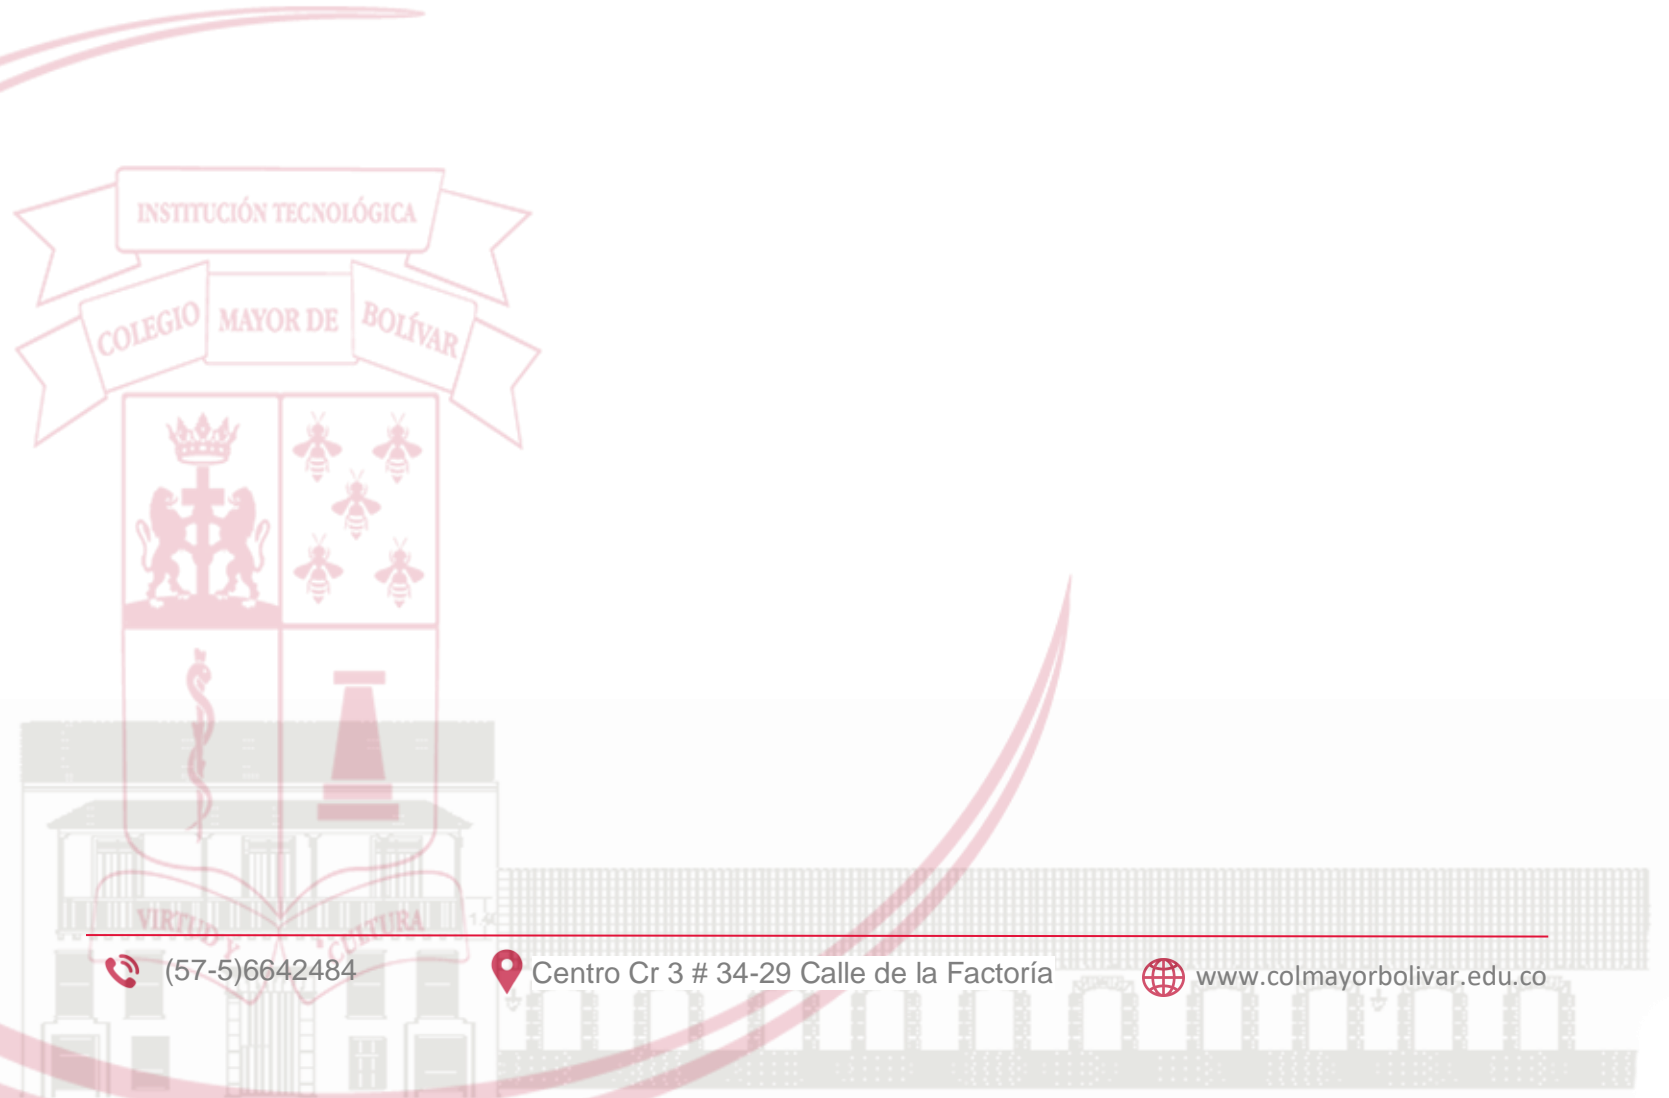 INSTITUCIÓN TECNOLÓGICA
COLEGIO MAYOR DE BOLÍVAR
VIRTUD Y CULTURA
(57-5)6642484
Centro Cr 3 # 34-29 Calle de la Factoría
www.colmayorbolivar.edu.co